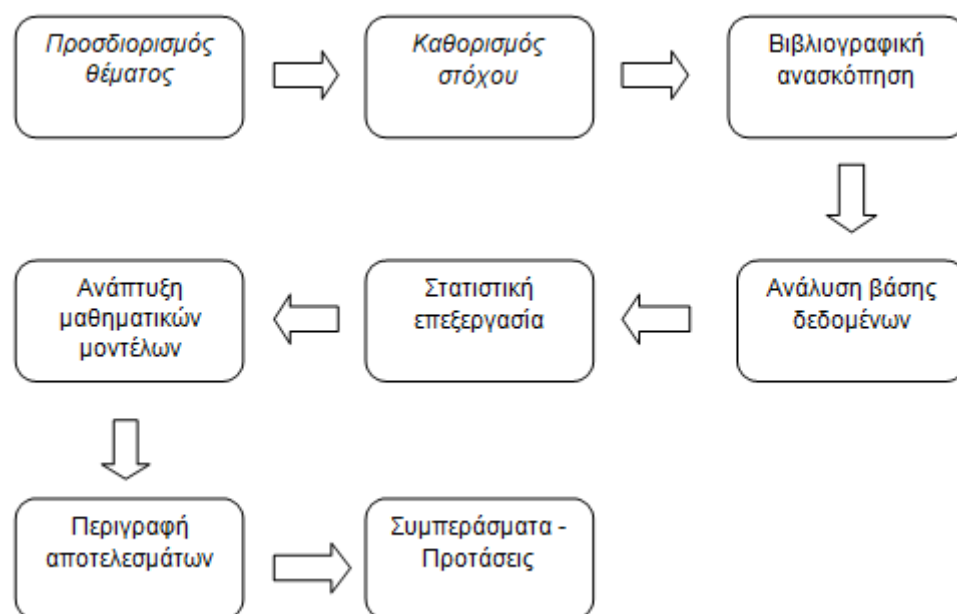 Προσδιορισμός
θέματος
Καθορισμός
στόχου
Βιβλιογραφική
ανασκόπηση
Ανάλυση βάσης
δεδομένων
Στατιστική
επεξεργασία
Ανάπτυξη
μαθηματικών
μοντέλων
Περιγραφή
αποτελεσμάτων
Συμπεράσματα -
Προτάσεις